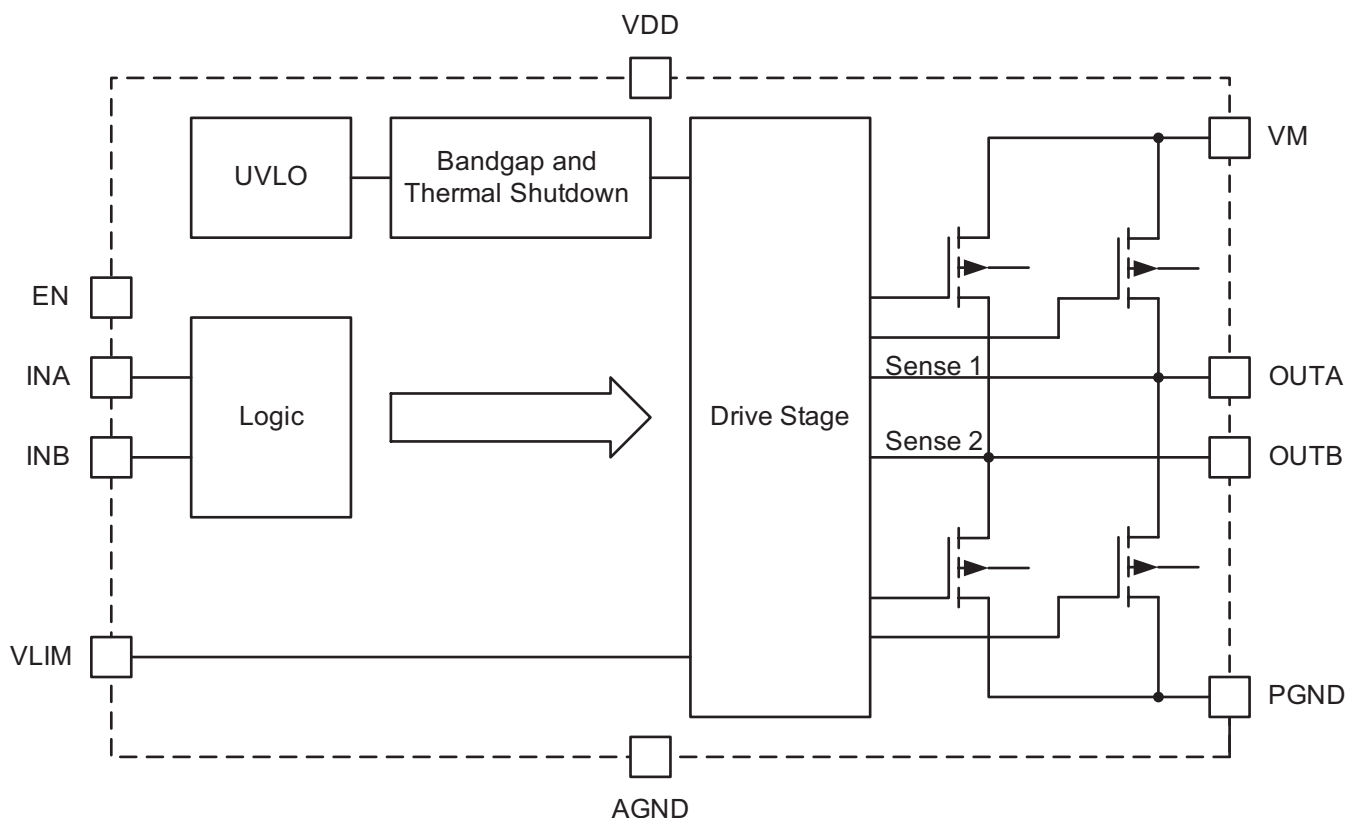 VDD
VM
UVLO
Bandgap and
Thermal Shutdown
EN
INA
INB
Logic
Drive Stage
Sense 1
OUTA
Sense 2
OUTB
VLIM
PGND
AGND